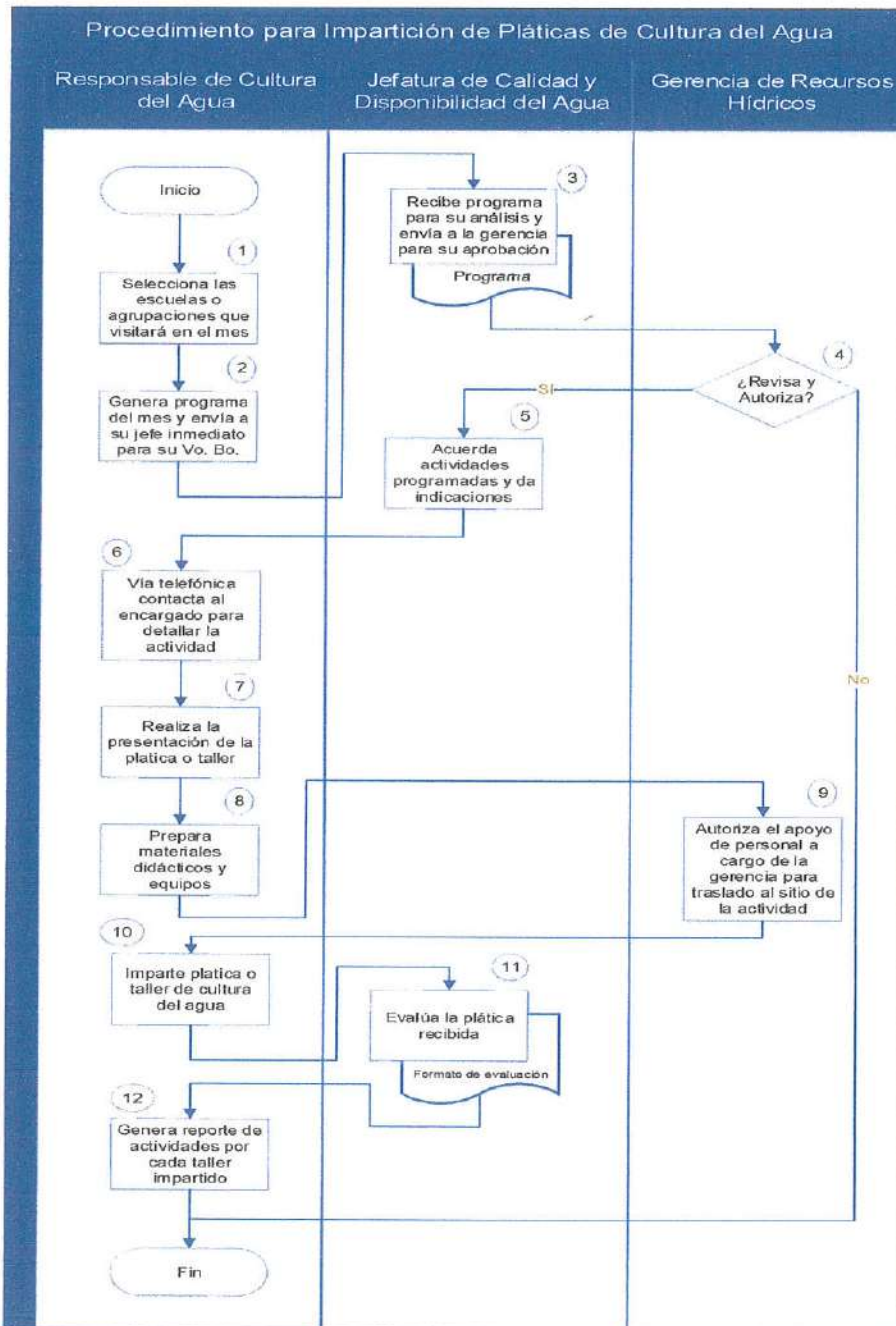 Procedimiento para Impartición de Pláticas de Cultura del Agua
Responsable de Cultura
del Agua
Jefatura de Calidad y
Disponibilidad del Agua
Gerencia de Recursos
Hídricos
Inicio
1
Selecciona las
escuelas o
agrupaciones que
visitará en el mes
2
Genera programa
del mes y envía a
su jefe inmediato
para su Vo. Bo.
3
Recibe programa
para su análisis y
envía a la gerencia
para su aprobación
Programa
4
¿Revisa y
Autoriza?
Sí
No
5
Acuerda
actividades
programadas y da
indicaciones
6
Vía telefónica
contacta al
encargado para
detallar la
actividad
7
Realiza la
presentación de la
platica o taller
8
Prepara
materiales
didácticos y
equipos
9
Autoriza el apoyo
de personal a
cargo de la
gerencia para
traslado al sitio de
la actividad
10
Imparte platica o
taller de cultura
del agua
11
Evalúa la plática
recibida
Formato de evaluación
12
Genera reporte de
actividades por
cada taller
impartido
Fin